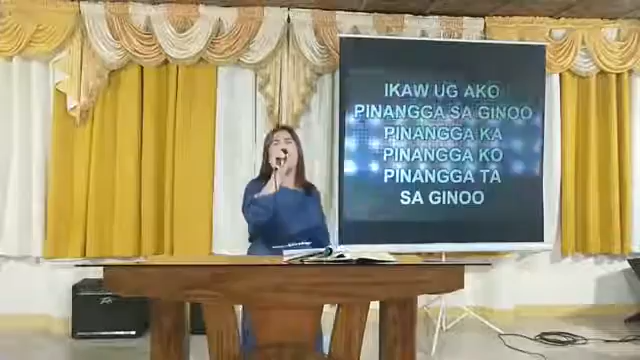 IKAW UG AKO
PINANGGA SA GINOO
PINANGGA KA
PINANGGA KO
PINANGGA TA
SA GINOO